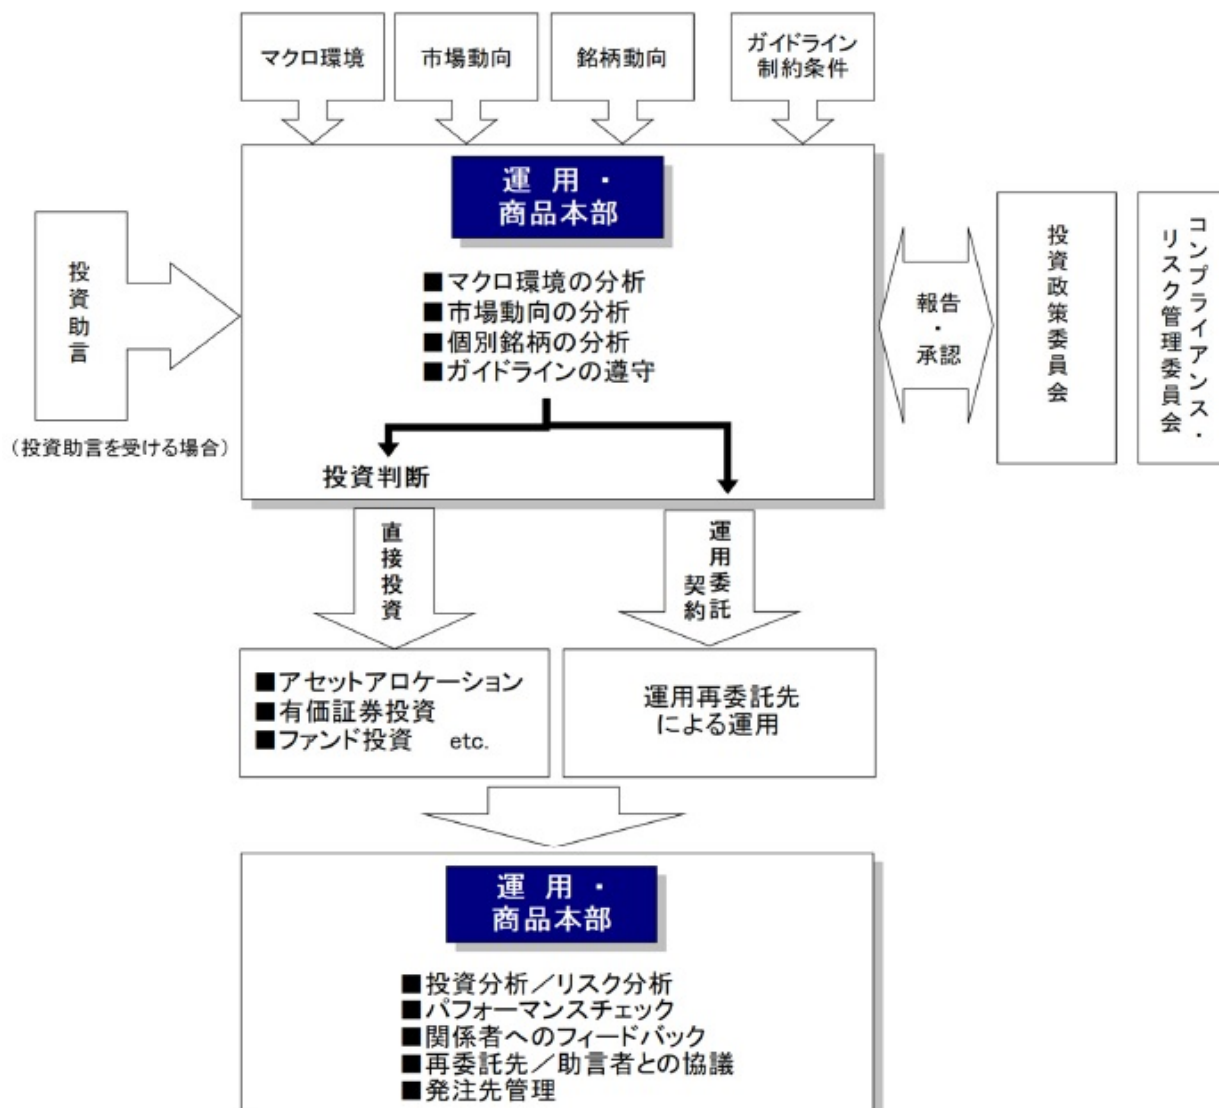 マクロ環境
市場動向
銘柄動向
ガイドライン
制約条件
運 用 ・
商品本部
■マクロ環境の分析
■市場動向の分析
■個別銘柄の分析
■ガイドラインの遵守
投資助言
(投資助言を受ける場合)
報告
・
承認
投資政策委員会
コンプライアンス・
リスク管理委員会
投資判断
直接投資
運用委託
契約
■アセットアロケーション
■有価証券投資
■ファンド投資 etc.
運用再委託先
による運用
運 用 ・
商品本部
■投資分析／リスク分析
■パフォーマンスチェック
■関係者へのフィードバック
■再委託先／助言者との協議
■発注先管理